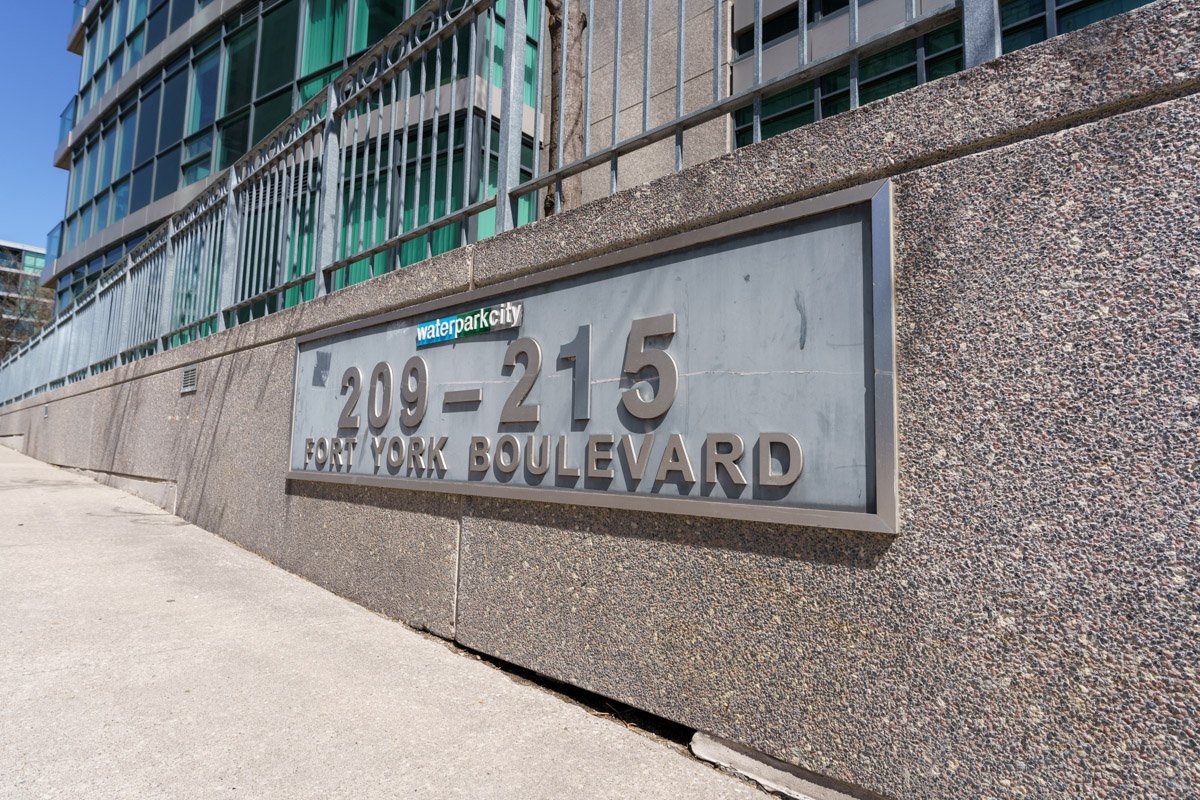 waterparkcity
209 - 215
FORT YORK BOULEVARD